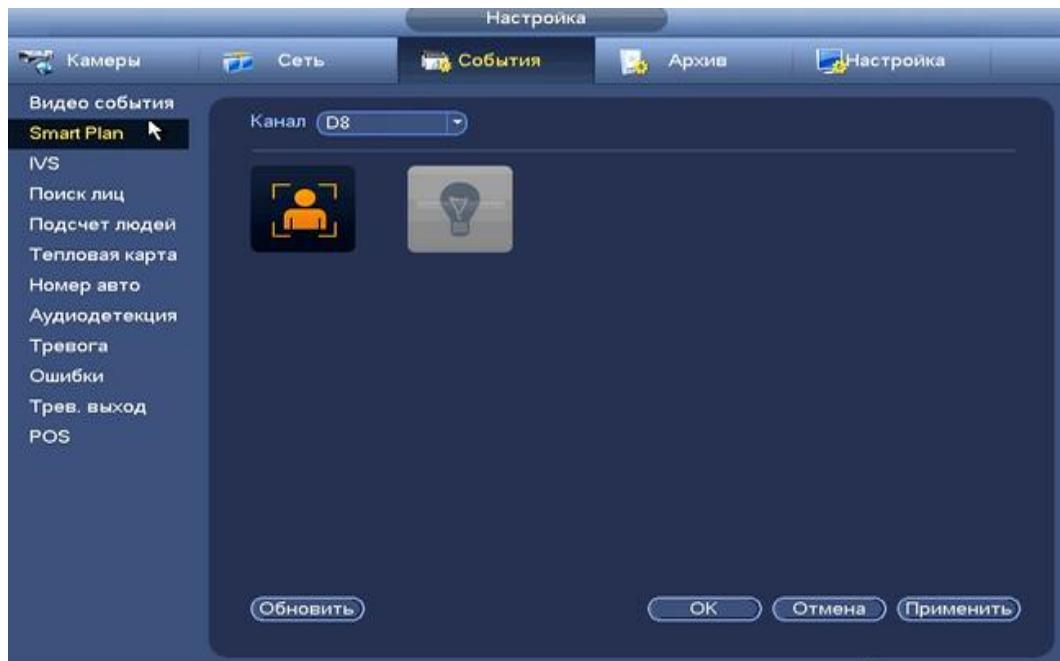 Настройка
Камеры
Сеть
События
Архив
Настройка
Видео события
Smart Plan
IVS
Поиск лиц
Подсчет людей
Тепловая карта
Номер авто
Аудиодетекция
Тревога
Ошибки
Трев. выход
POS
Канал D8
Обновить
OK
Отмена
Применить